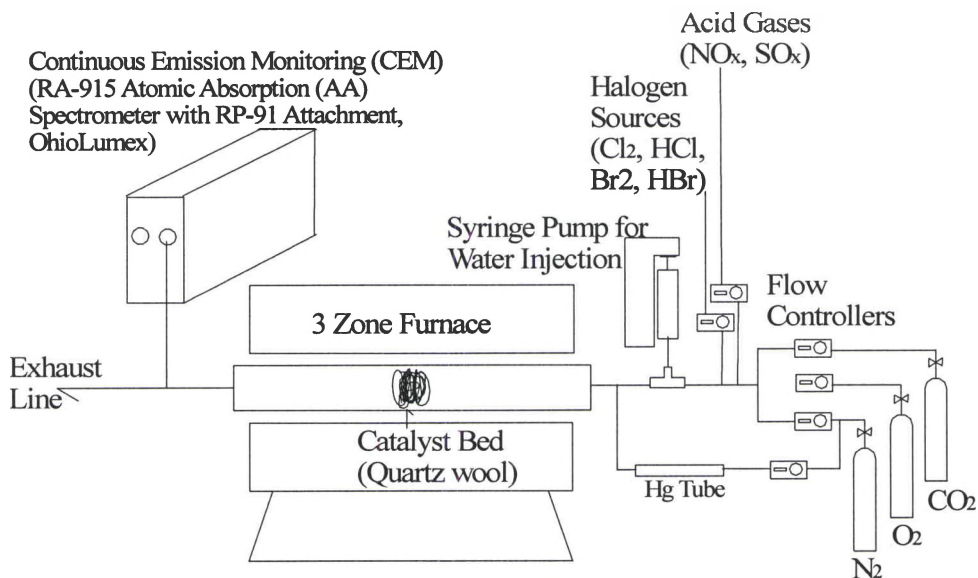 Continuous Emission Monitoring (CEM)
(RA-915 Atomic Absorption (AA)
Spectrometer with RP-91 Attachment,
OhioLumex)
Acid Gases
(NOx, SOx)
Halogen
Sources
(Cl2, HCl,
Br2, HBr)
Syringe Pump for
Water Injection
3 Zone Furnace
Flow
Controllers
Exhaust
Line
Catalyst Bed
(Quartz wool)
Hg Tube
CO2
O2
N2